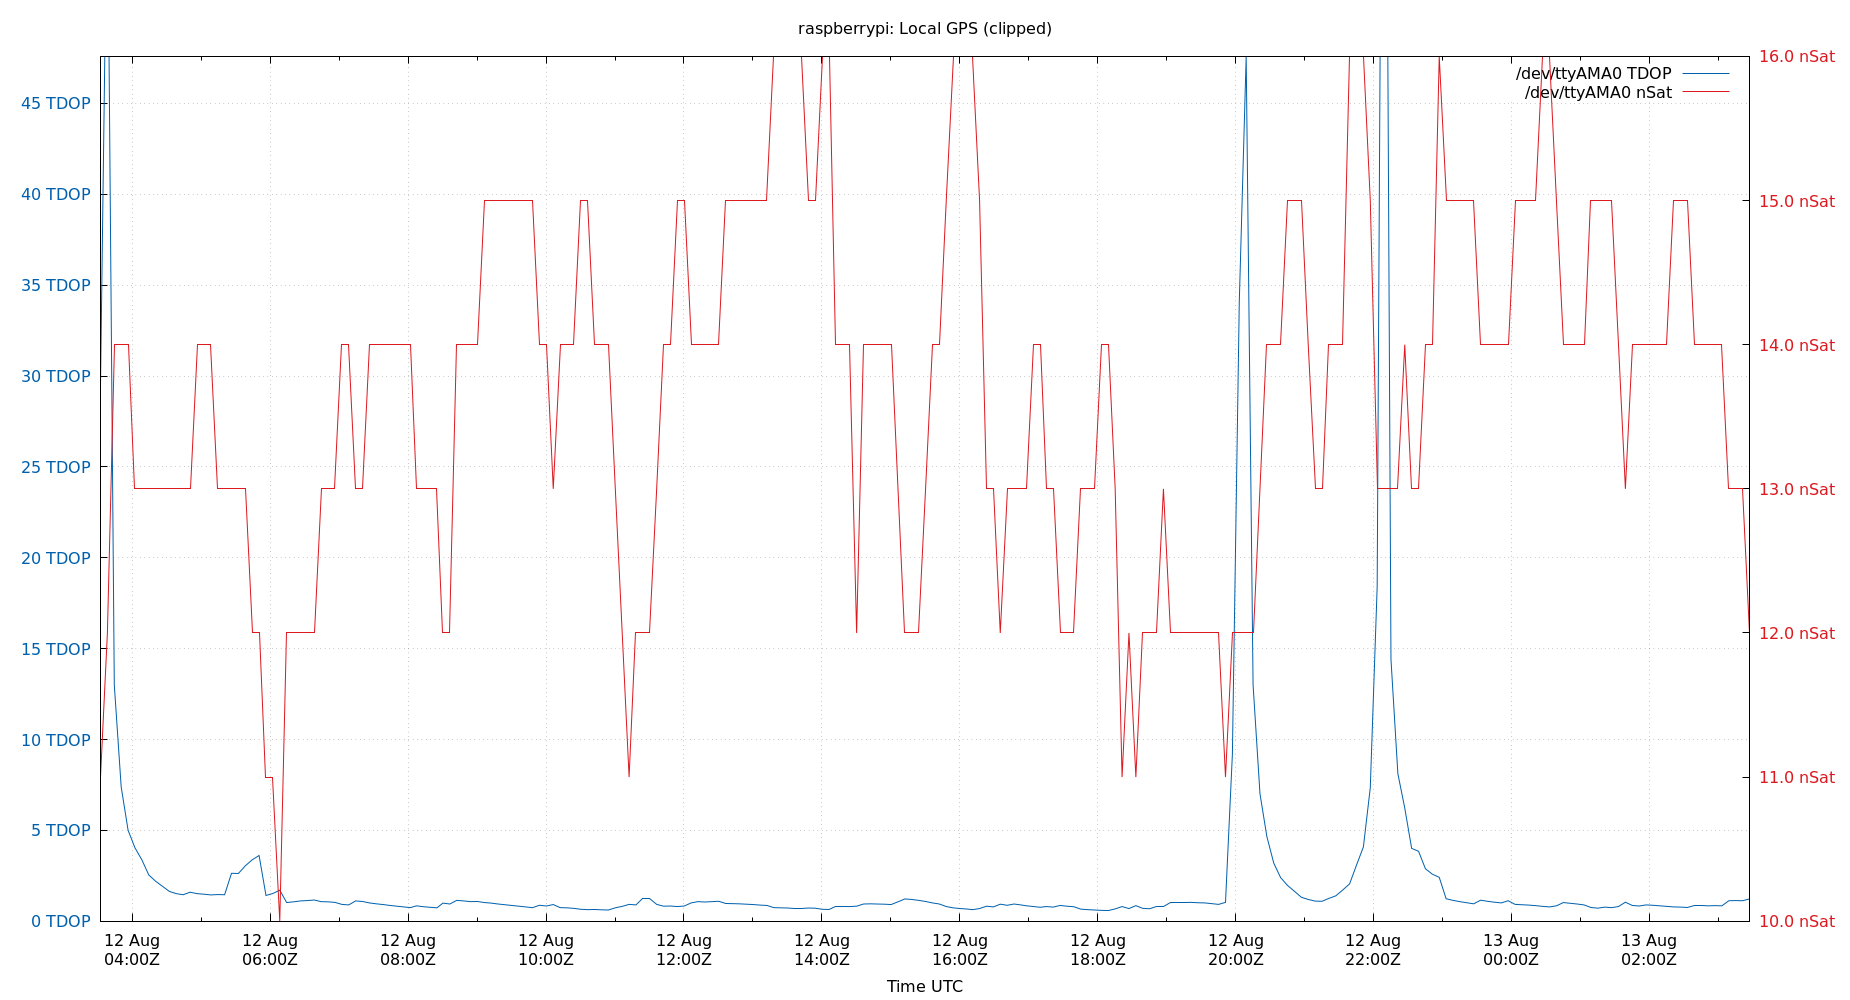 raspberrypi: Local GPS (clipped)
/dev/ttyAMA0 TDOP
/dev/ttyAMA0 nSat
45 TDOP
40 TDOP
35 TDOP
30 TDOP
25 TDOP
20 TDOP
15 TDOP
10 TDOP
5 TDOP
0 TDOP
16.0 nSat
15.0 nSat
14.0 nSat
13.0 nSat
12.0 nSat
11.0 nSat
10.0 nSat
12 Aug 12 Aug 12 Aug 12 Aug 12 Aug 12 Aug 12 Aug 12 Aug 12 Aug 12 Aug 13 Aug 13 Aug
04:00Z 06:00Z 08:00Z 10:00Z 12:00Z 14:00Z 16:00Z 18:00Z 20:00Z 22:00Z 00:00Z 02:00Z
Time UTC